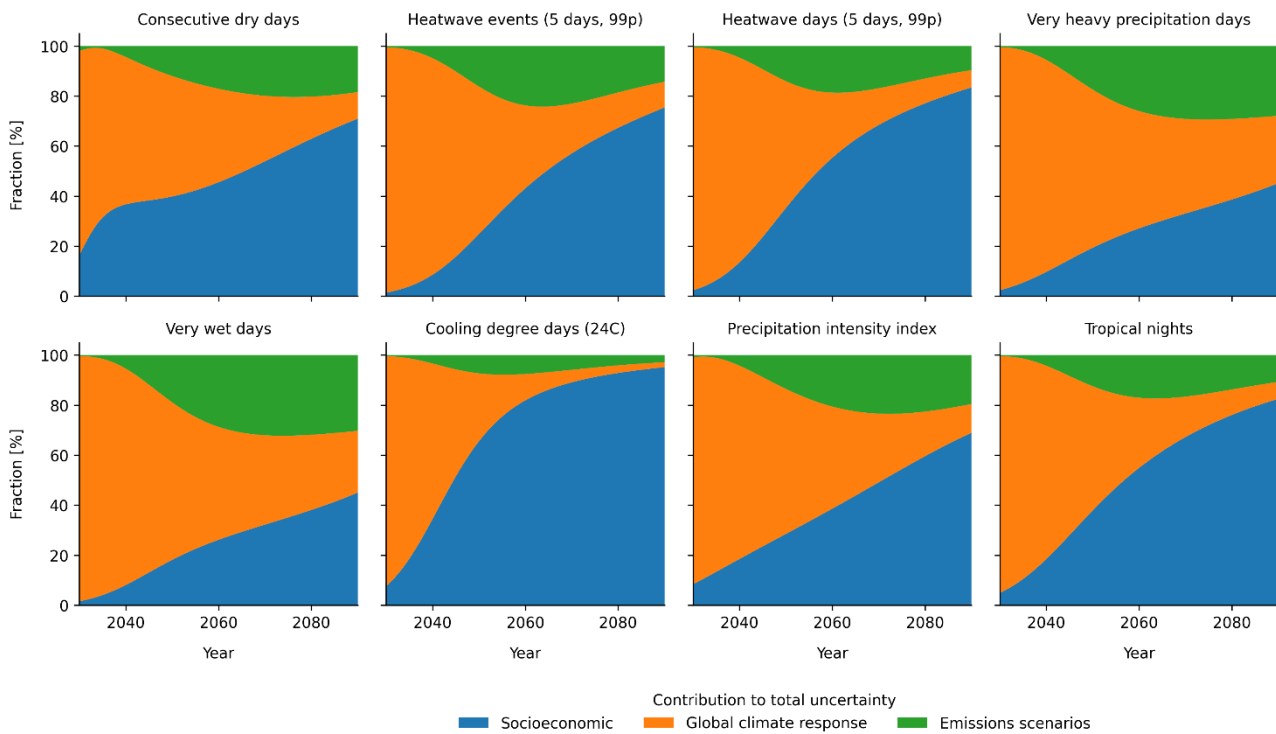 Consecutive dry days
Heatwave events (5 days, 99p)
Heatwave days (5 days, 99p)
Very heavy precipitation days
Fraction [%]
100
80
60
40
20
0
Very wet days
Cooling degree days (24C)
Precipitation intensity index
Tropical nights
Fraction [%]
100
80
60
40
20
0
2040 2060 2080
2040 2060 2080
2040 2060 2080
2040 2060 2080
Year
Year
Year
Year
Contribution to total uncertainty
Socioeconomic
Global climate response
Emissions scenarios